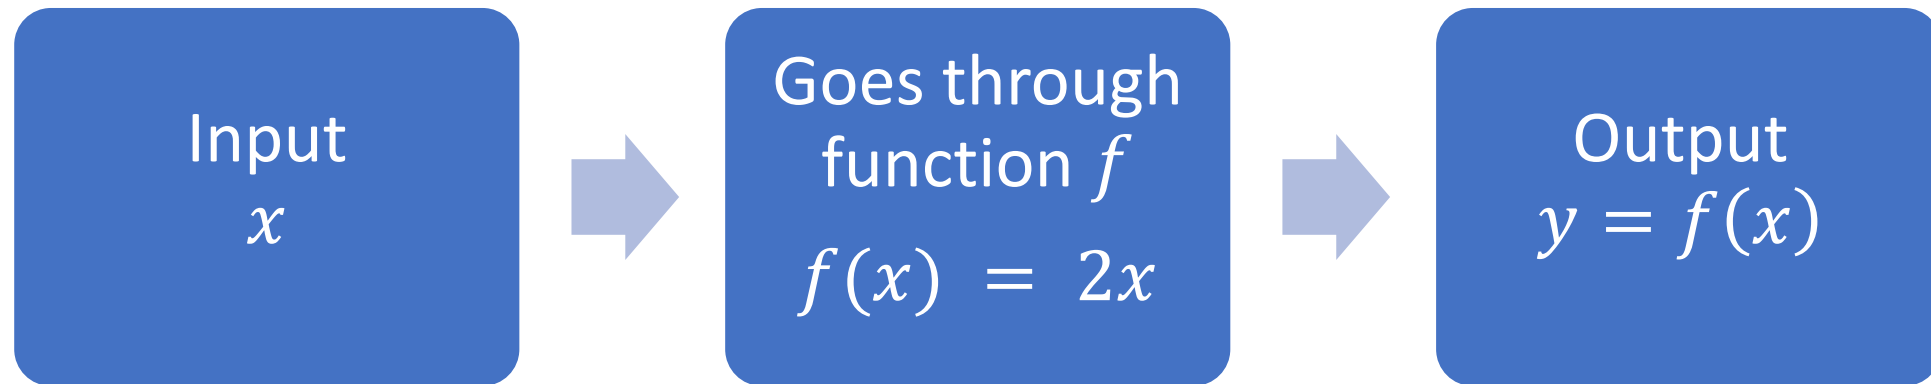 Input
x
Goes through
function f
f(x) = 2x
Output
y = f(x)